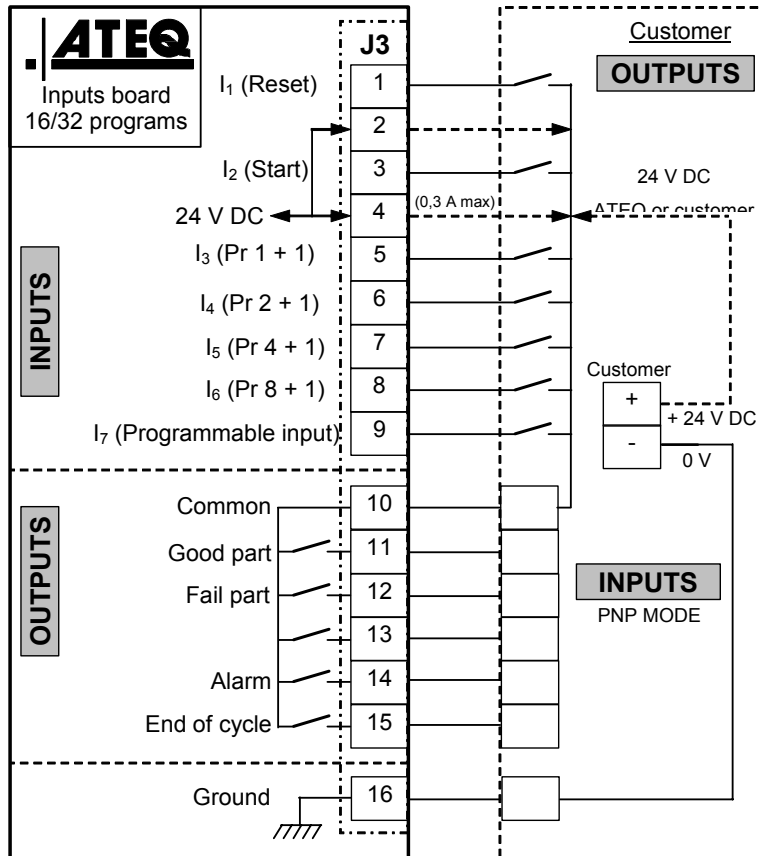 ATEQ
Inputs board
16/32 programs
J3
Customer
OUTPUTS
I₁ (Reset)
1
2
I₂ (Start)
3
24 V DC
24 V DC
4
(0,3 A max)
ATEQ or customer
I₃ (Pr 1 + 1)
5
I₄ (Pr 2 + 1)
6
I₅ (Pr 4 + 1)
7
I₆ (Pr 8 + 1)
8
I₇ (Programmable input)
9
INPUTS
Customer
+
+ 24 V DC
-
0 V
OUTPUTS
Common
10
Good part
11
Fail part
12
13
Alarm
14
End of cycle
15
INPUTS
PNP MODE
Ground
16